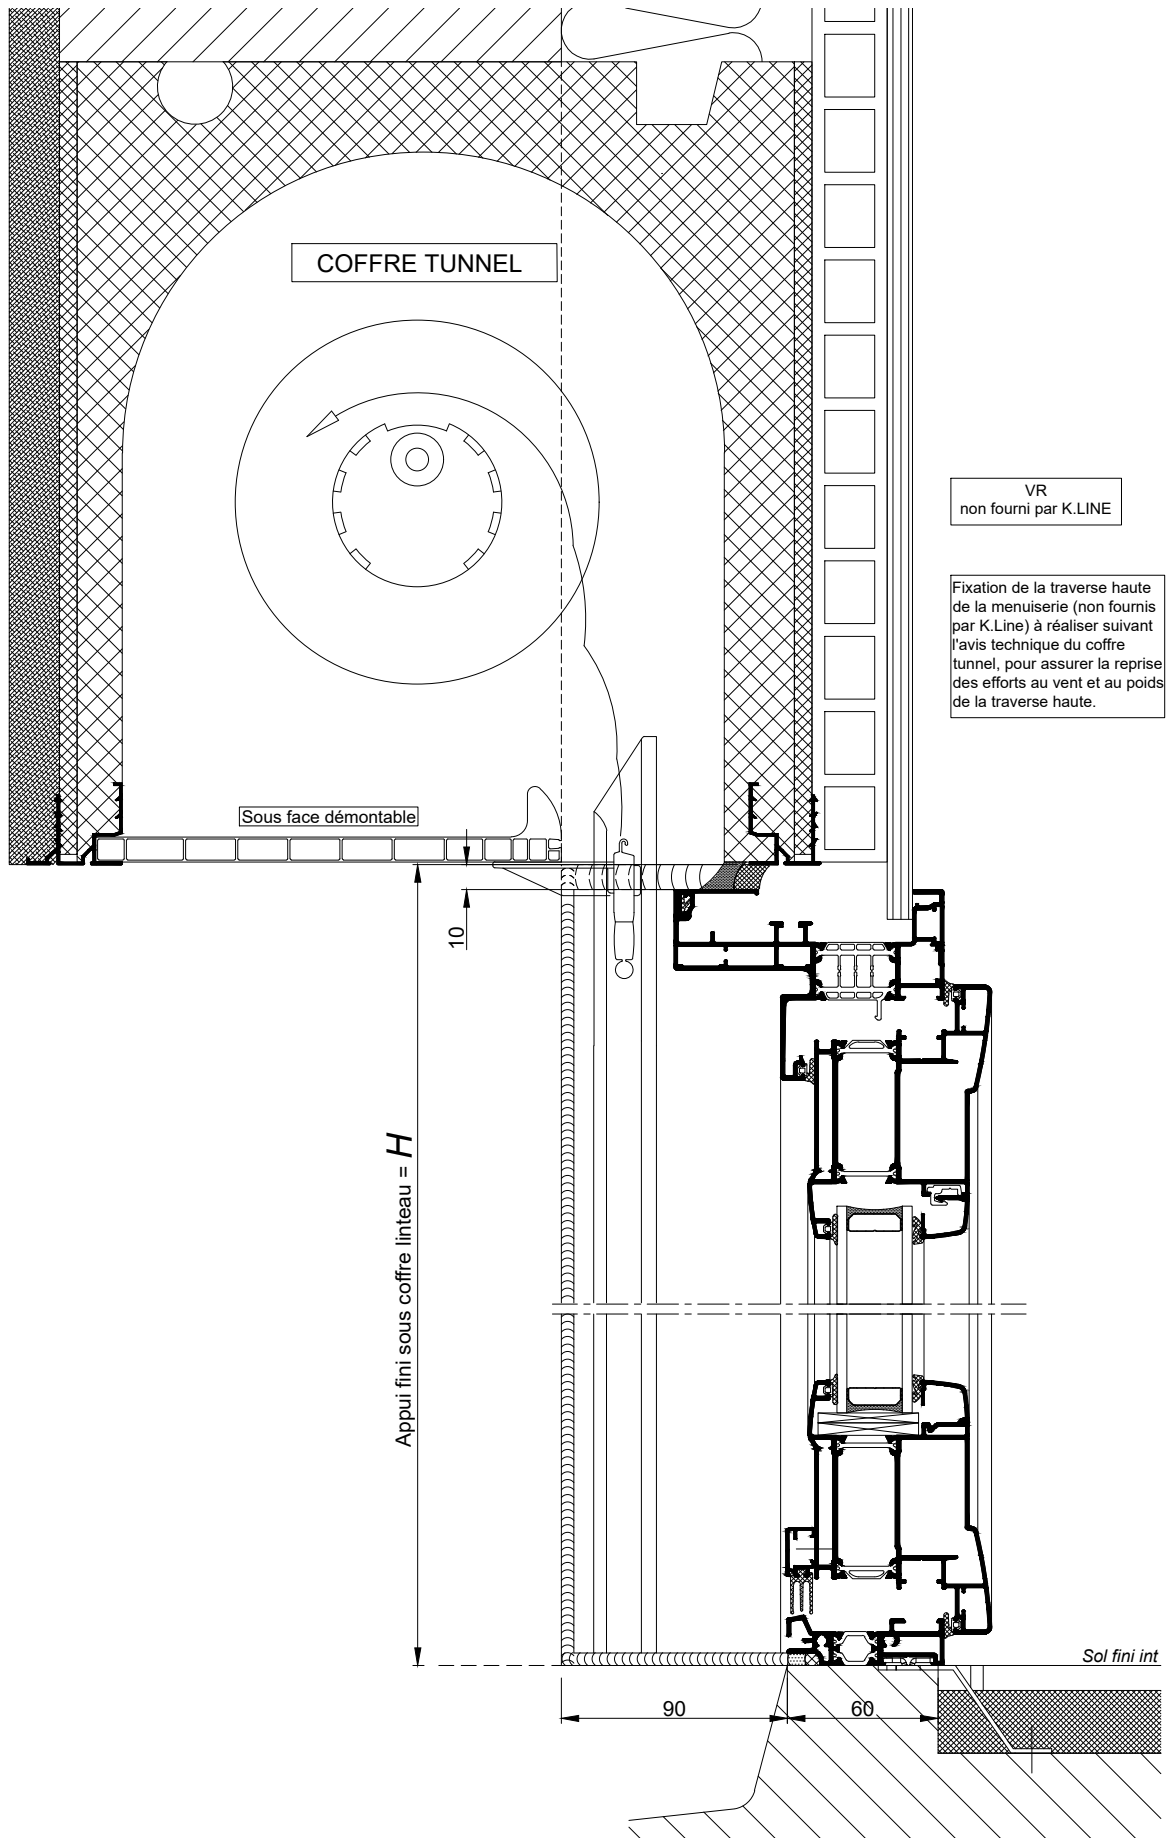 COFFRE TUNNEL
VR
non fourni par K.LINE
Fixation de la traverse haute
de la menuiserie (non fournis
par K.Line) à réaliser suivant
l'avis technique du coffre
tunnel, pour assurer la reprise
des efforts au vent et au poids
de la traverse haute.
Sous face démontable
10
Appui fini sous coffre linteau = H
Sol fini int
90
60